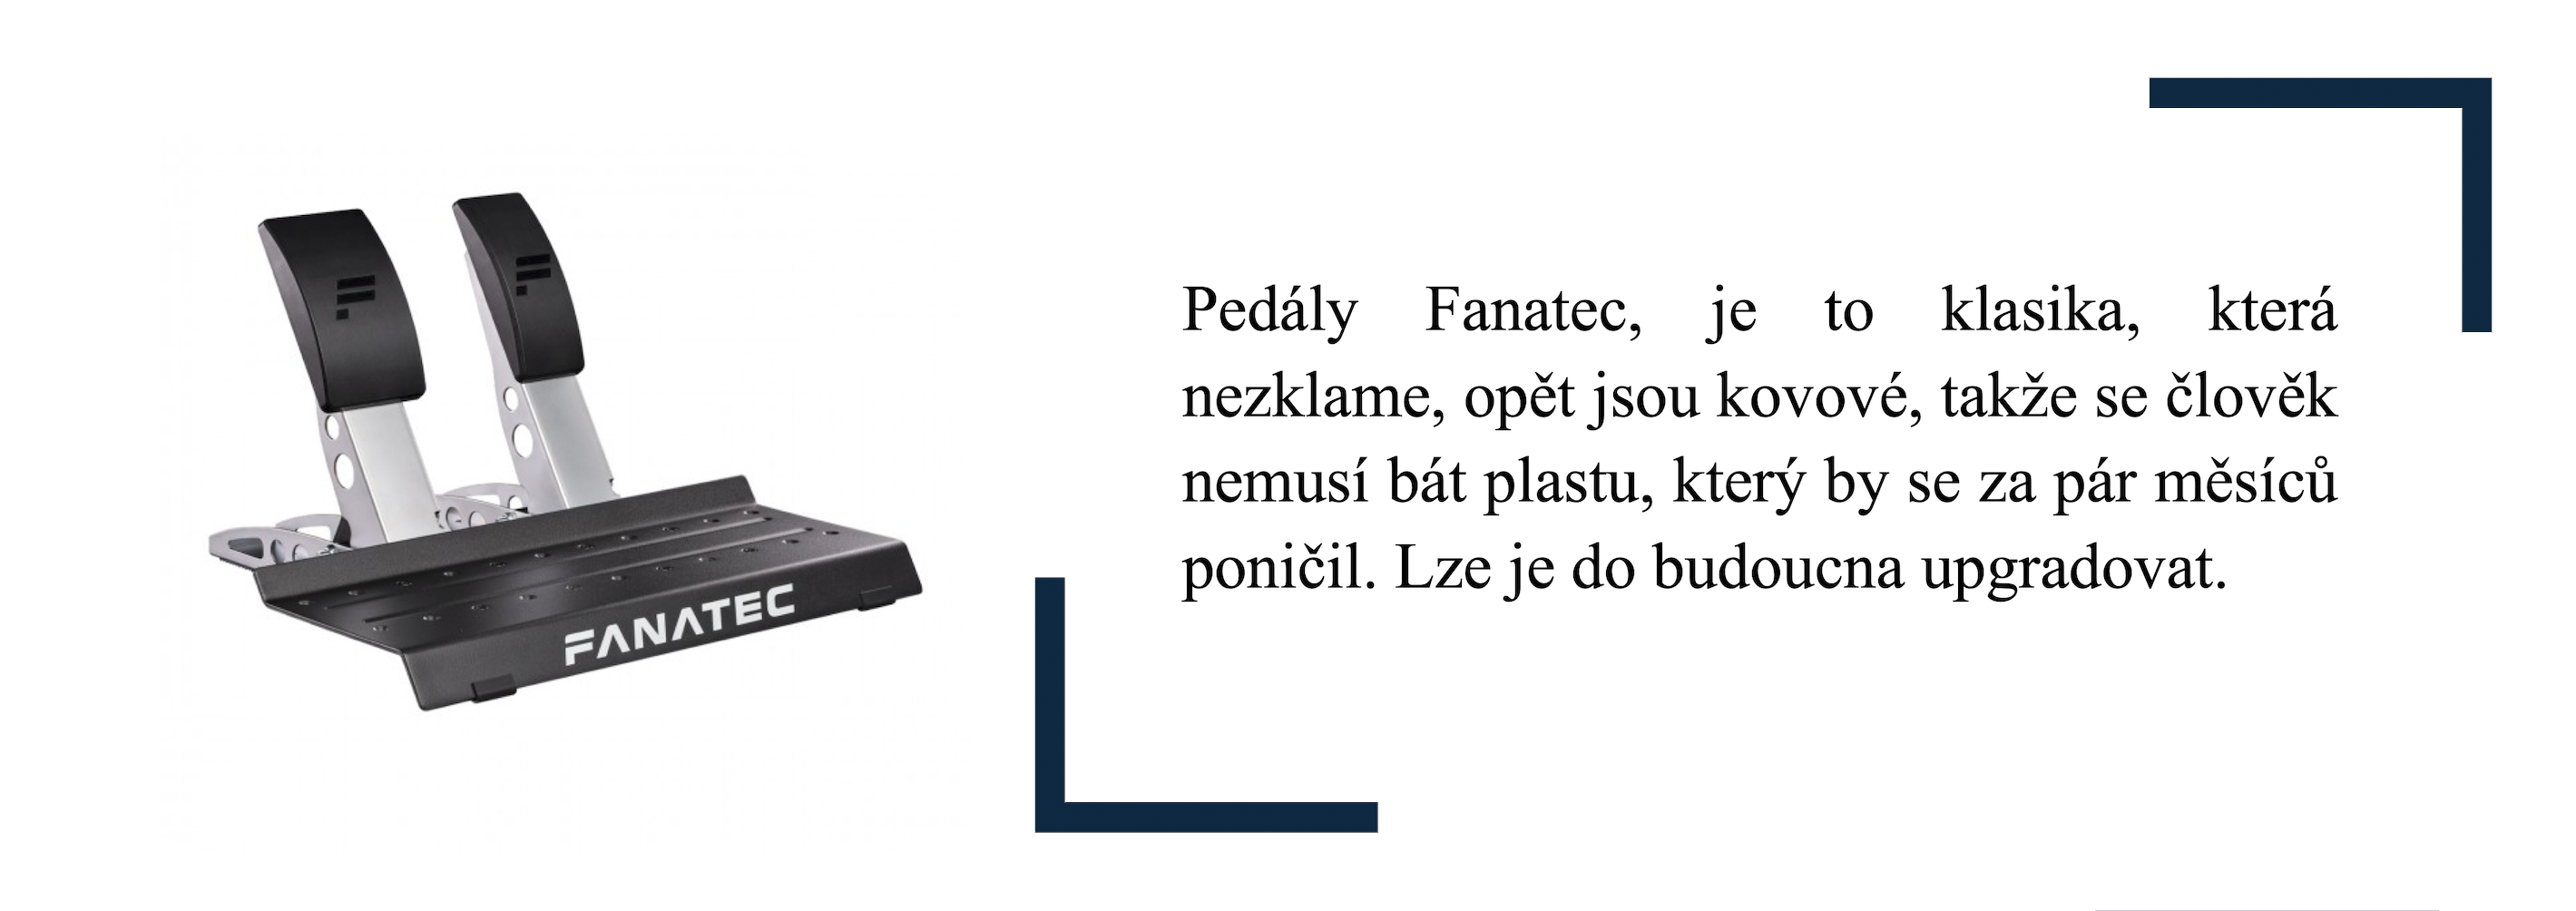 Pedály Fanatec, je to klasika, která
nezklame, opět jsou kovové, takže se člověk
nemusí bát plastu, který by se za pár měsíců
poničil. Lze je do budoucna upgradovat.
FANATEC